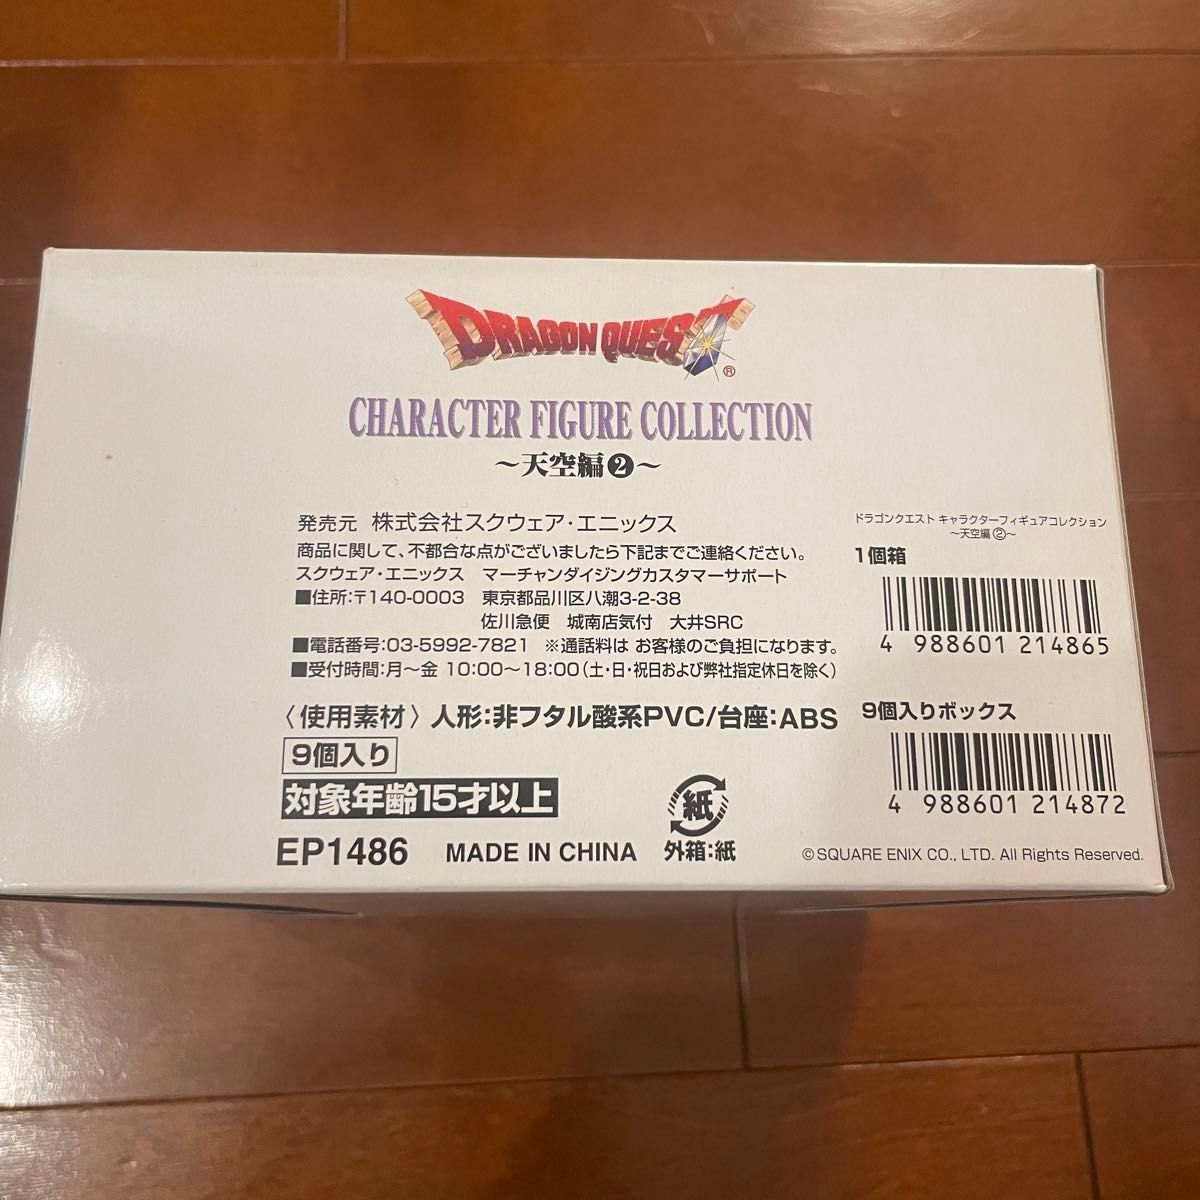 DRAGON QUEST®
CHARACTER FIGURE COLLECTION
～天空編❷～
発売元 株式会社スクウェア・エニックス
商品に関して、不都合な点がございましたら下記までご連絡ください。
スクウェア・エニックス マーチャンダイジングカスタマーサポート
■住所:〒140-0003 東京都品川区八潮3-2-38
佐川急便 城南店気付 大井SRC
■電話番号:03-5992-7821 ※通話料は お客様のご負担になります。
■受付時間:月～金 10:00～18:00(土・日・祝日および弊社指定休日を除く)
〈使用素材〉人形:非フタル酸系PVC/台座:ABS
9個入り
対象年齢15才以上
EP1486 MADE IN CHINA
紙
外箱:紙
ドラゴンクエスト キャラクターフィギュアコレクション
～天空編②～
1個箱
4 988601 214865
9個入りボックス
4 988601 214872
©SQUARE ENIX CO., LTD. All Rights Reserved.